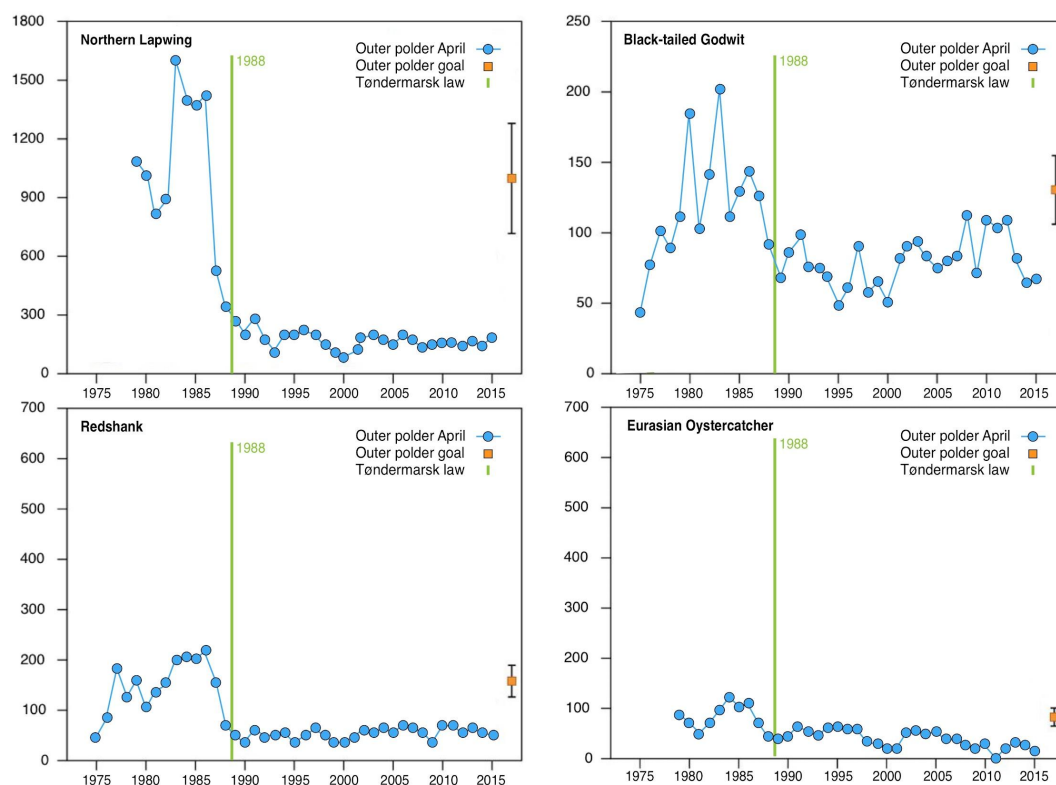 Northern Lapwing
Outer polder April
Outer polder goal
Tøndermarsk law
1988
1800
1500
1200
900
600
300
0
1975 1980 1985 1990 1995 2000 2005 2010 2015
Black-tailed Godwit
Outer polder April
Outer polder goal
Tøndermarsk law
1988
250
200
150
100
50
0
1975 1980 1985 1990 1995 2000 2005 2010 2015
Redshank
Outer polder April
Outer polder goal
Tøndermarsk law
1988
700
600
500
400
300
200
100
0
1975 1980 1985 1990 1995 2000 2005 2010 2015
Eurasian Oystercatcher
Outer polder April
Outer polder goal
Tøndermarsk law
1988
700
600
500
400
300
200
100
0
1975 1980 1985 1990 1995 2000 2005 2010 2015